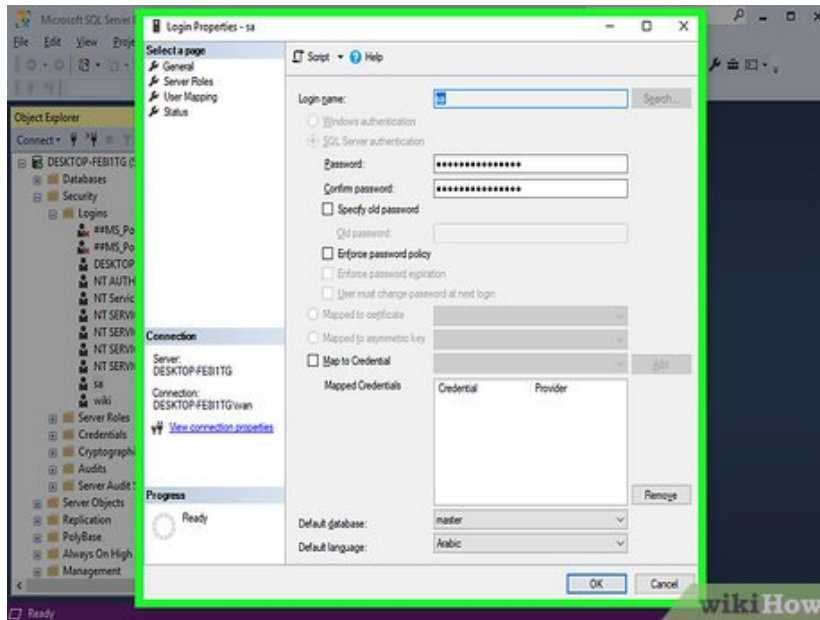 Microsoft SQL Server
File Edit View
Object Explorer
Connect
DESKTOP-FE8I1TG
Databases
Security
Logins
##MS_Po
##MS_Po
DESKTOP
NT AUTH
NT Servic
NT SERVI
NT SERVI
NT SERVI
NT SERVI
sa
wiki
Server Roles
Credentials
Cryptographi
Audits
Server Audit
Server Objects
Replication
PolyBase
Always On High
Management
Ready
Login Properties - sa
Select a page
General
Server Roles
User Mapping
Status
Connection
Server:
DESKTOP-FE8I1TG
Connection:
DESKTOP-FE8I1TG\wan
View connection properties
Progress
Ready
Script Help
Login name: sa Search...
Windows authentication
SQL Server authentication
Password: •••••••••••••••
Confirm password: •••••••••••••••
Specify old password
Old password:
Enforce password policy
Enforce password expiration
User must change password at next login
Mapped to certificate
Mapped to asymmetric key
Map to Credential Add
Mapped Credentials Credential Provider
Remove
Default database: master
Default language: Arabic
OK Cancel
wikiHow